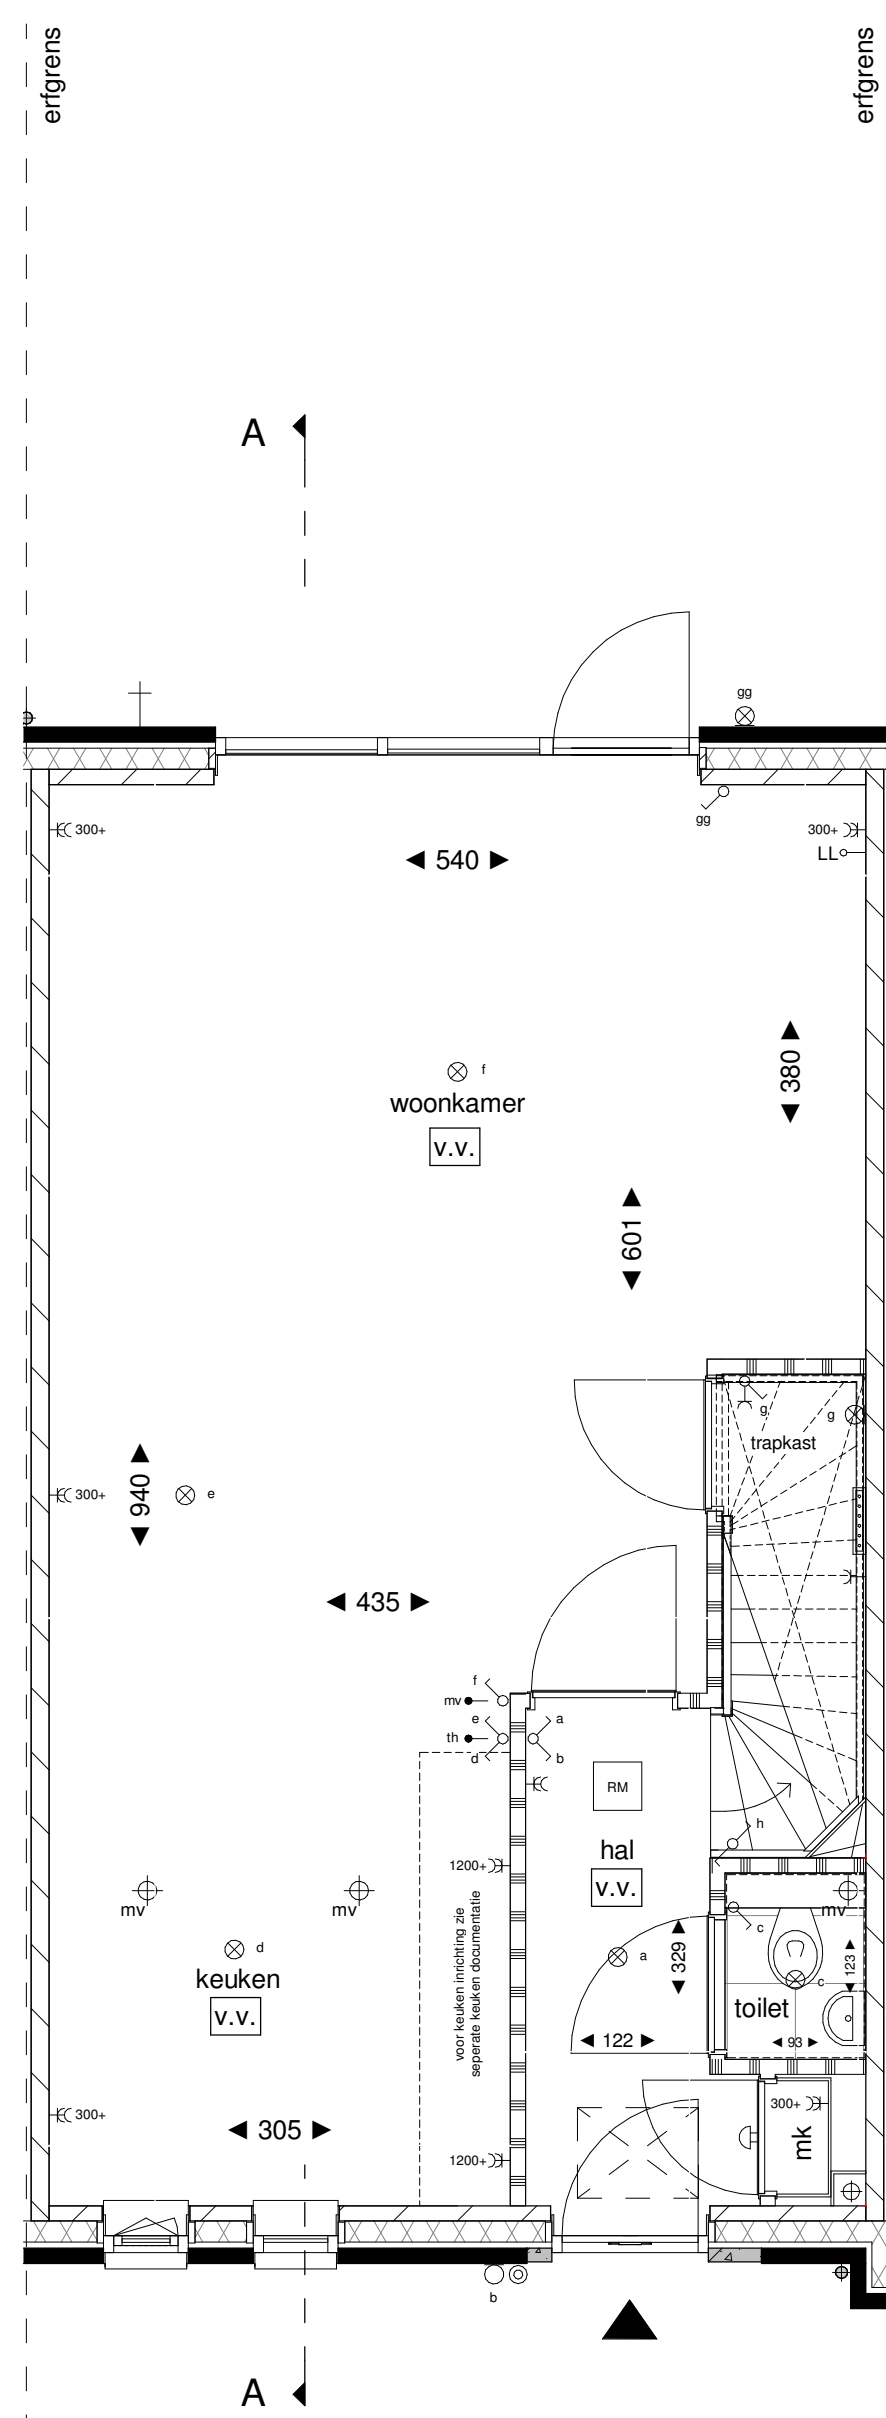 erfgrens
erfgrens
A
gg
gg
300+
300+
LL
540
380
f
woonkamer
v.v.
601
g
g
trapkast
300+
940
e
435
f
mv
e
a
th
d
b
RM
h
hal
v.v.
1200+
mv
mv
mv
voor keuken inrichting zie
seperate keuken documentatie
c
d
a
329
123
c
keuken
v.v.
toilet
122
93
300+
300+
mk
305
1200+
b
A